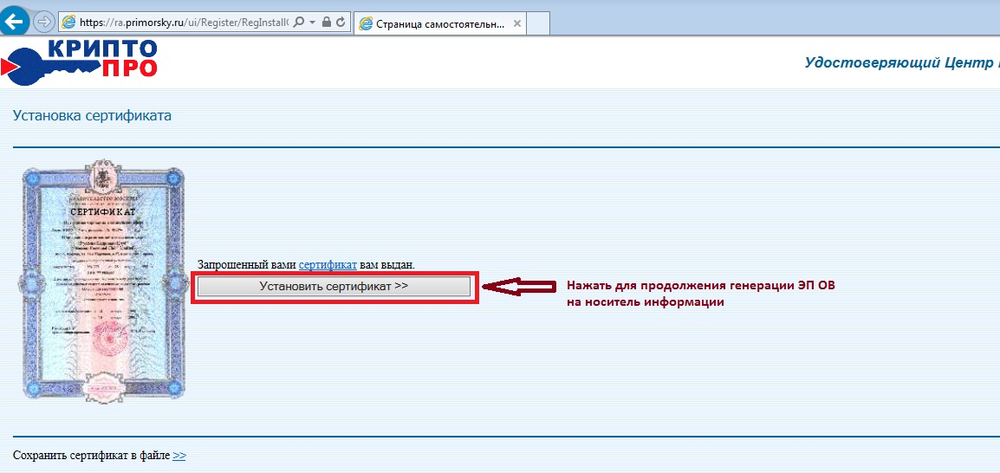 https://ra.primorsky.ru/ui/Register/RegInstall
Страница самостоятельн...
КРИПТО
ПРО
Удостоверяющий Центр
Установка сертификата
СЕРТИФИКАТ
Запрошенный вами сертификат вам выдан.
Установить сертификат >>
Нажать для продолжения генерации ЭП ОВ
на носитель информации
Сохранить сертификат в файле >>